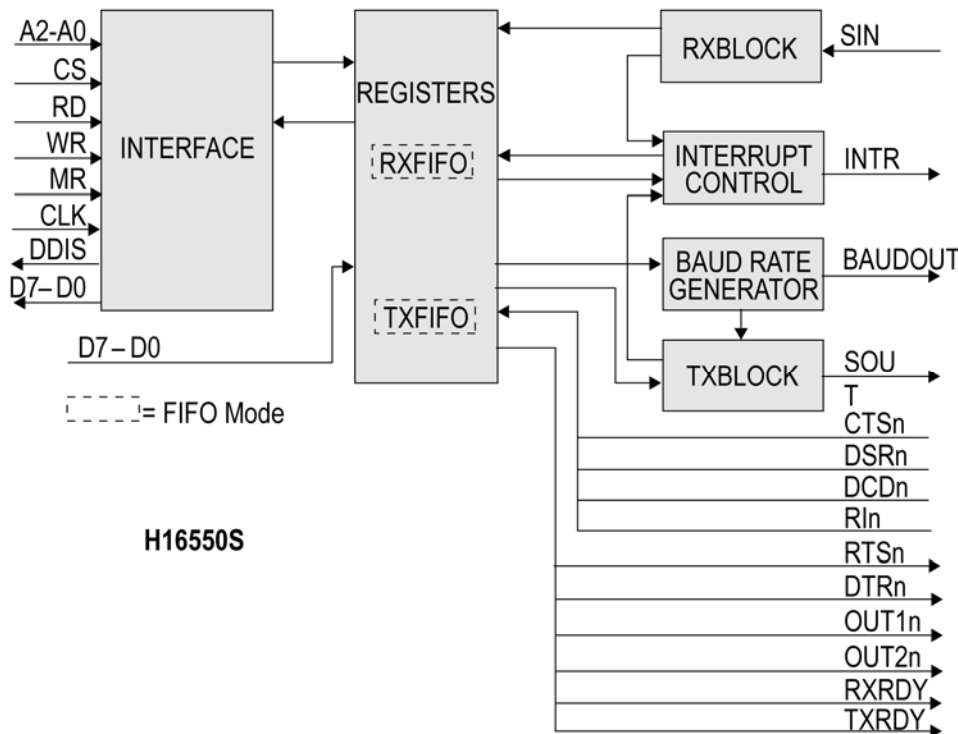 A2-A0
CS
RD
WR
MR
CLK
DDIS
D7-D0
INTERFACE
D7 – D0
= FIFO Mode
H16550S
REGISTERS
RXFIFO
TXFIFO
RXBLOCK
SIN
INTERRUPT
CONTROL
INTR
BAUD RATE
GENERATOR
BAUDOUT
TXBLOCK
SOU
T
CTSn
DSRn
DCDn
RIn
RTSn
DTRn
OUT1n
OUT2n
RXRDY
TXRDY